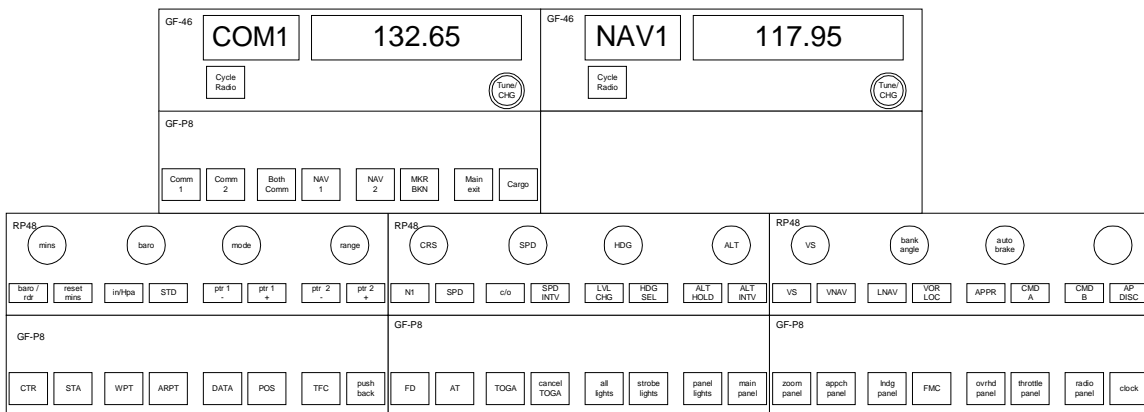 GF-46
COM1
132.65
Cycle
Radio
Tune/
CHG
GF-46
NAV1
117.95
Cycle
Radio
Tune/
CHG
GF-P8
Comm
1
Comm
2
Both
Comm
NAV
1
NAV
2
MKR
BKN
Main
exit
Cargo
RP48
mins
baro
mode
range
baro /
rdr
reset
mins
in/Hpa
STD
ptr 1
-
ptr 1
+
ptr 2
-
ptr 2
+
RP48
CRS
SPD
HDG
ALT
N1
SPD
c/o
SPD
INTV
LVL
CHG
HDG
SEL
ALT
HOLD
ALT
INTV
RP48
VS
bank
angle
auto
brake
VS
VNAV
LNAV
VOR
LOC
APPR
CMD
A
CMD
B
AP
DISC
GF-P8
CTR
STA
WPT
ARPT
DATA
POS
TFC
push
back
GF-P8
FD
AT
TOGA
cancel
TOGA
all
lights
strobe
lights
panel
lights
main
panel
GF-P8
zoom
panel
appch
panel
lndg
panel
FMC
ovrhd
panel
throttle
panel
radio
panel
clock